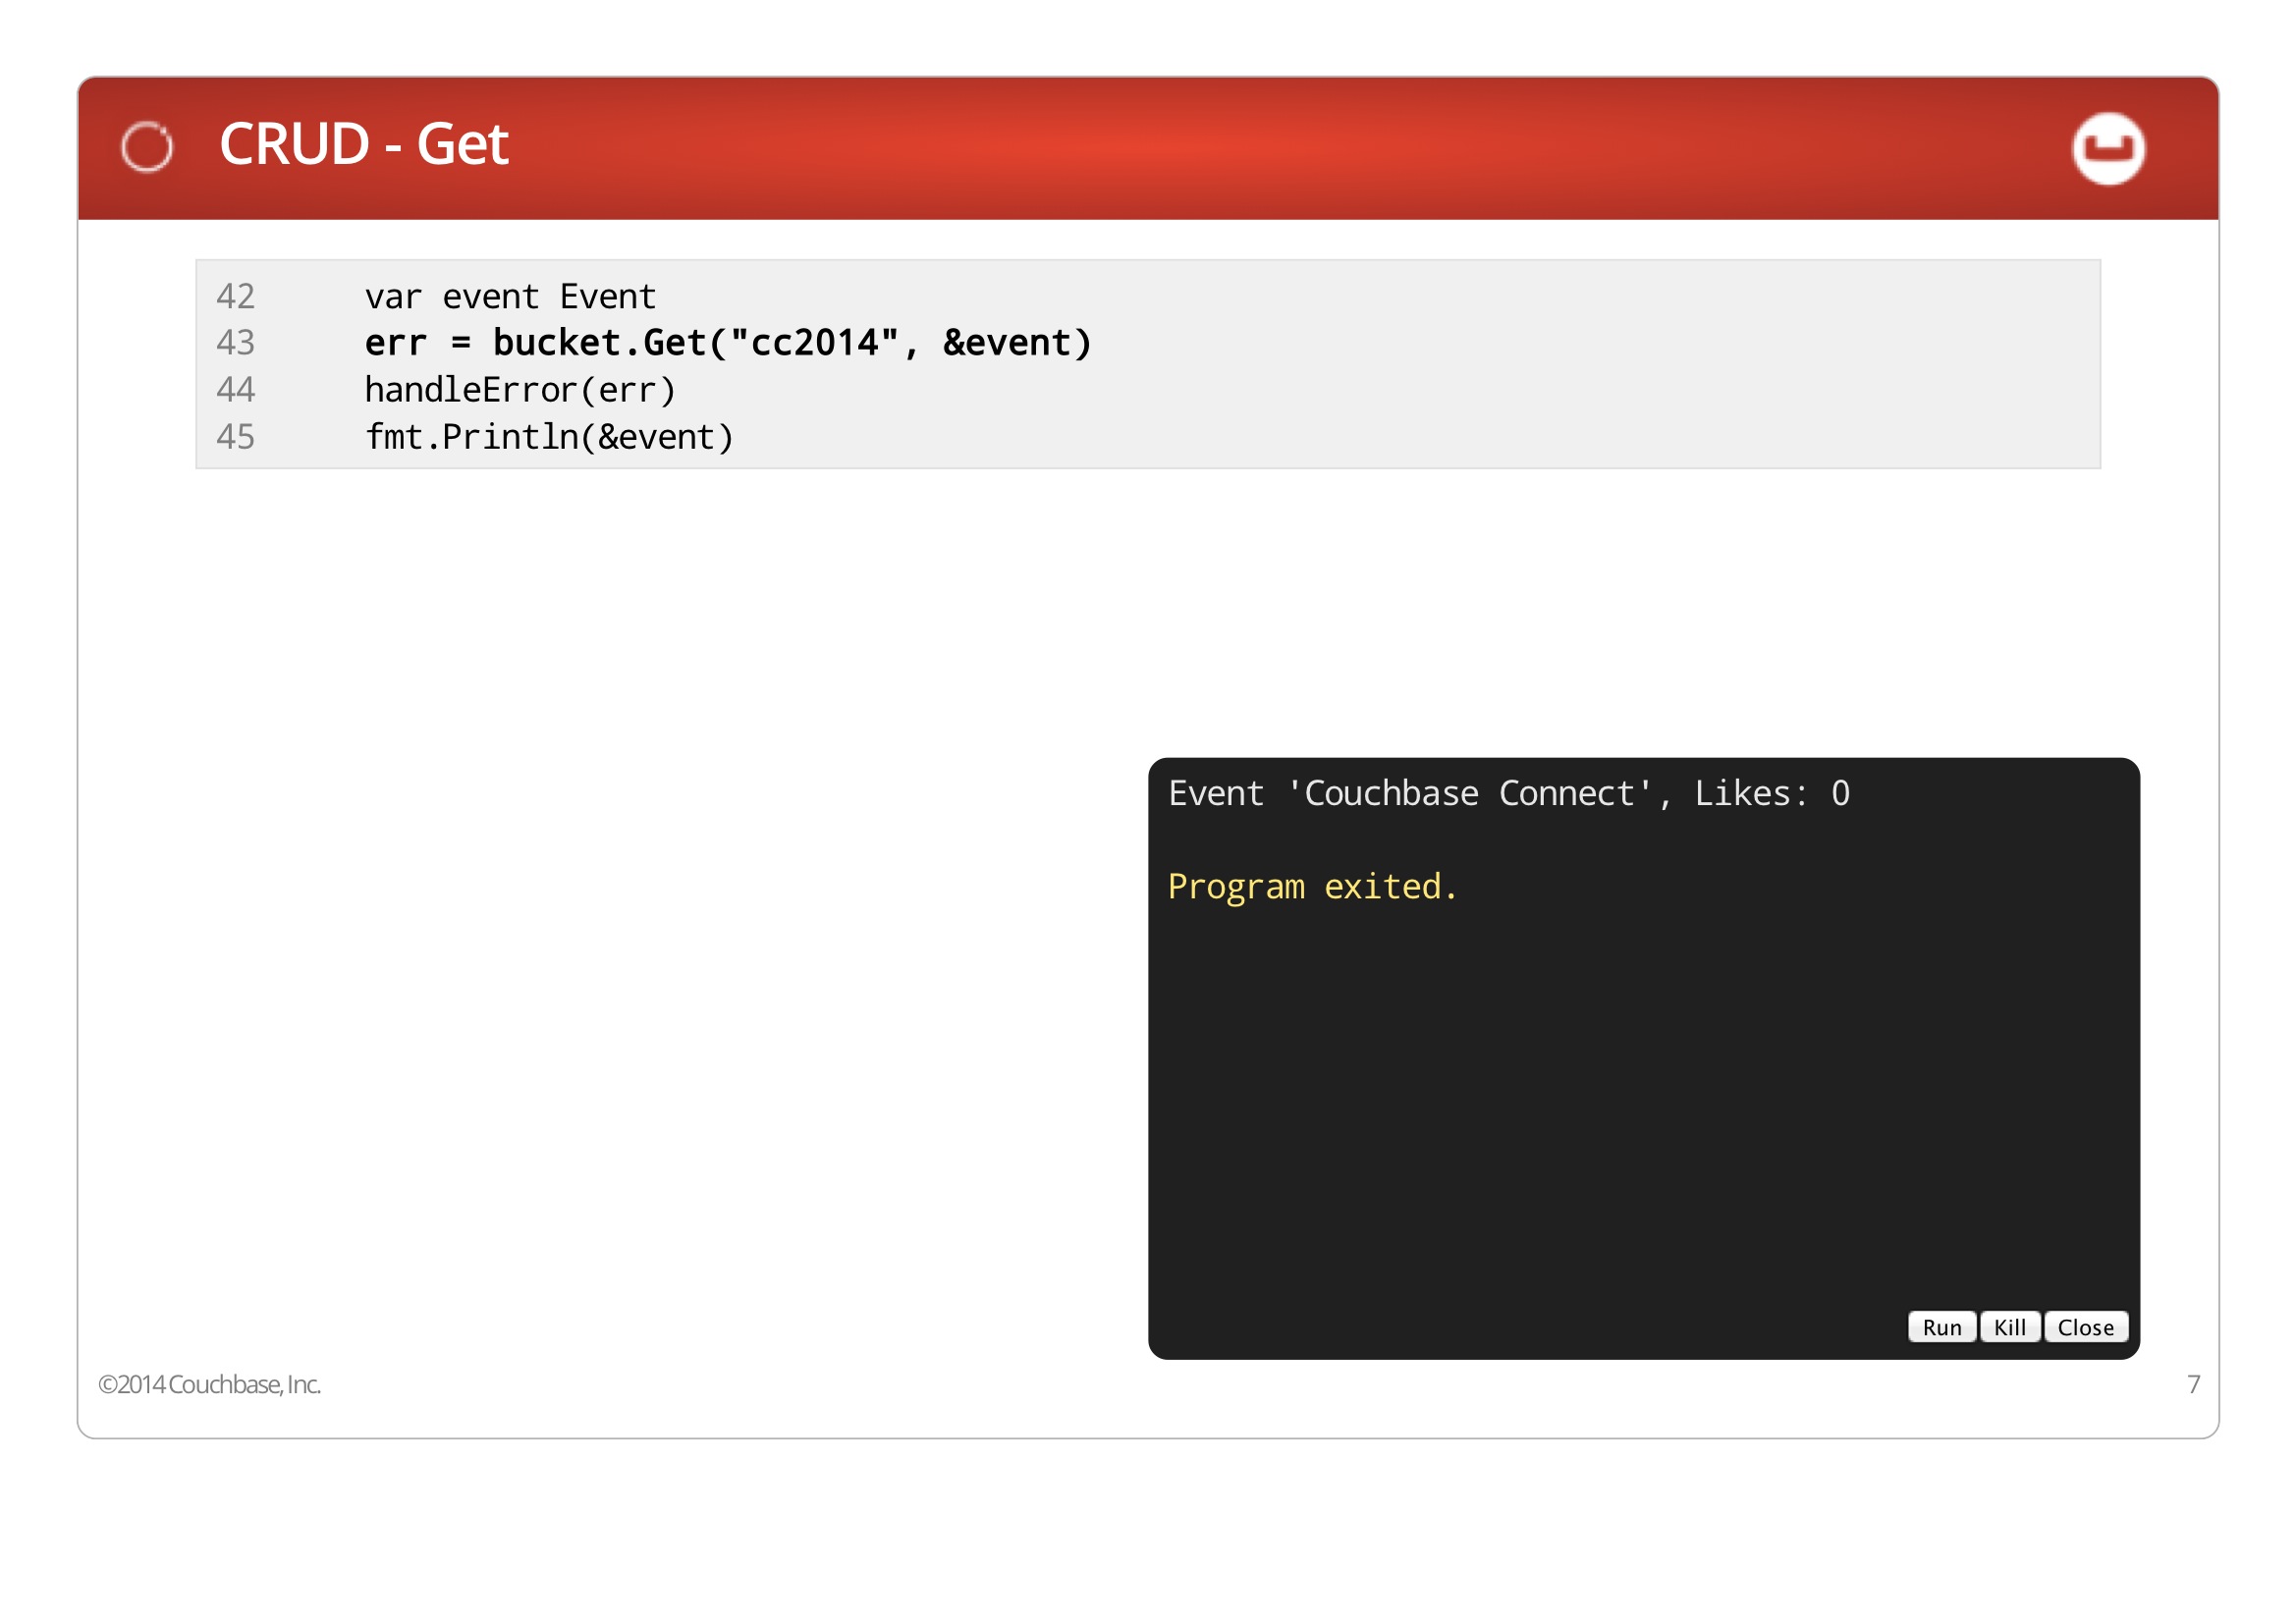 CRUD - Get
42 var event Event
43 err = bucket.Get("cc2014", &event)
44 handleError(err)
45 fmt.Println(&event)
Event 'Couchbase Connect', Likes: 0
Program exited.
Run Kill Close
©2014 Couchbase, Inc.
7